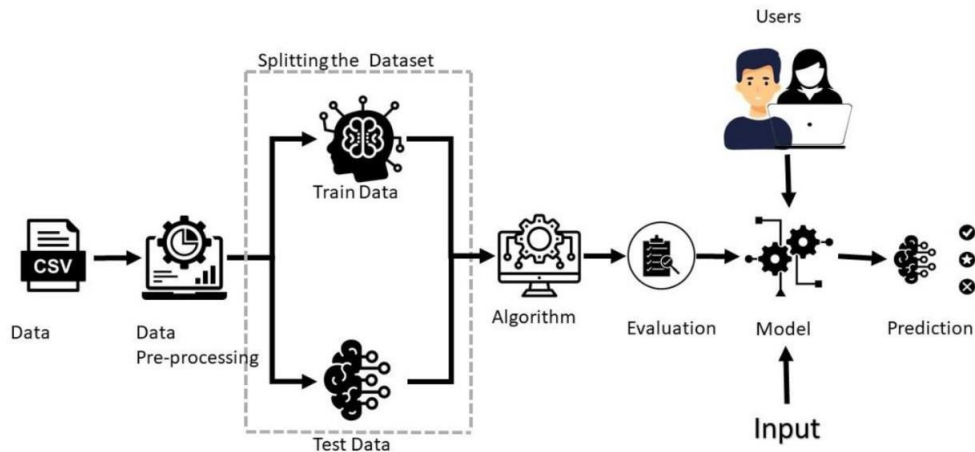 Users
Splitting the Dataset
Train Data
CSV
Data
Data
Pre-processing
Test Data
Algorithm
Evaluation
Model
Prediction
Input